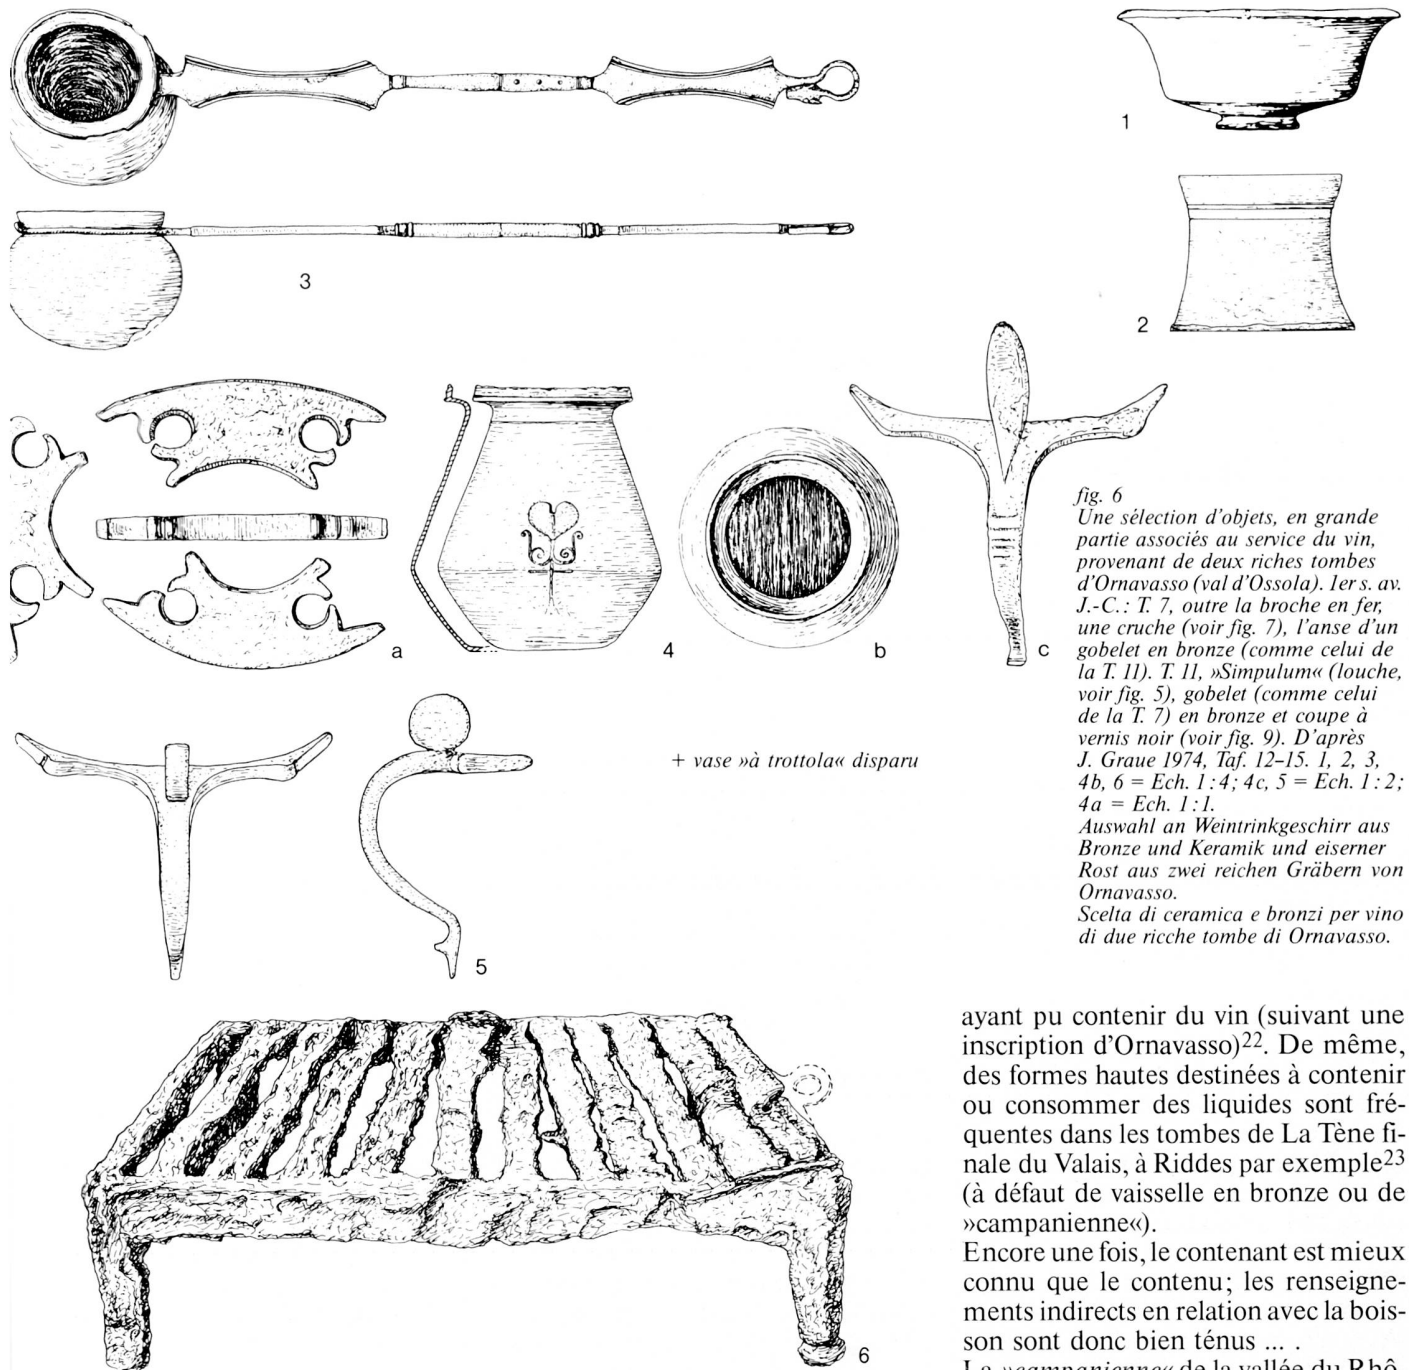 1
2
3
a
4
b
c
fig. 6
Une sélection d'objets, en grande
partie associés au service du vin,
provenant de deux riches tombes
d'Ornavasso (val d'Ossola). 1er s. av.
J.-C.: T. 7, outre la broche en fer,
une cruche (voir fig. 7), l'anse d'un
gobelet en bronze (comme celui de
la T. 11). T. 11, »Simpulum« (louche,
voir fig. 5), gobelet (comme celui
de la T. 7) en bronze et coupe à
vernis noir (voir fig. 9). D'après
J. Graue 1974, Taf. 12–15. 1, 2, 3,
4b, 6 = Ech. 1:4; 4c, 5 = Ech. 1:2;
4a = Ech. 1:1.
Auswahl an Weintrinkgeschirr aus
Bronze und Keramik und eiserner
Rost aus zwei reichen Gräbern von
Ornavasso.
Scelta di ceramica e bronzi per vino
di due ricche tombe di Ornavasso.
+ vase »à trottola« disparu
5
6
ayant pu contenir du vin (suivant une
inscription d'Ornavasso)22. De même,
des formes hautes destinées à contenir
ou consommer des liquides sont fré-
quentes dans les tombes de La Tène fi-
nale du Valais, à Riddes par exemple23
(à défaut de vaisselle en bronze ou de
»campanienne«).
Encore une fois, le contenant est mieux
connu que le contenu; les renseigne-
ments indirects en relation avec la bois-
son sont donc bien ténus ... .
La »campanienne« de la vallée du Rhô-